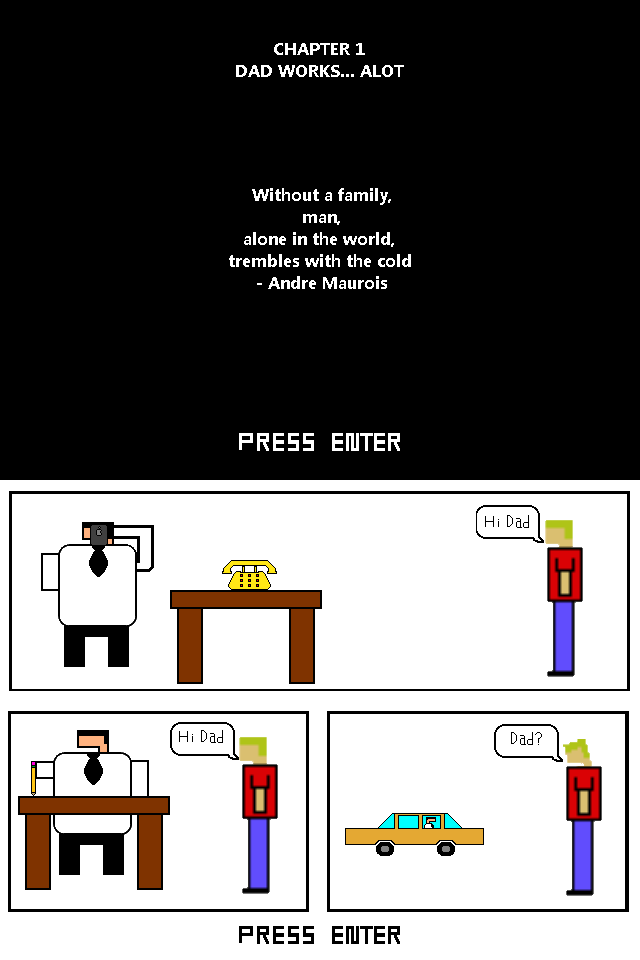 CHAPTER 1
DAD WORKS... ALOT
Without a family,
man,
alone in the world,
trembles with the cold
- Andre Maurois
PRESS ENTER
Hi Dad
Hi Dad
Dad?
PRESS ENTER